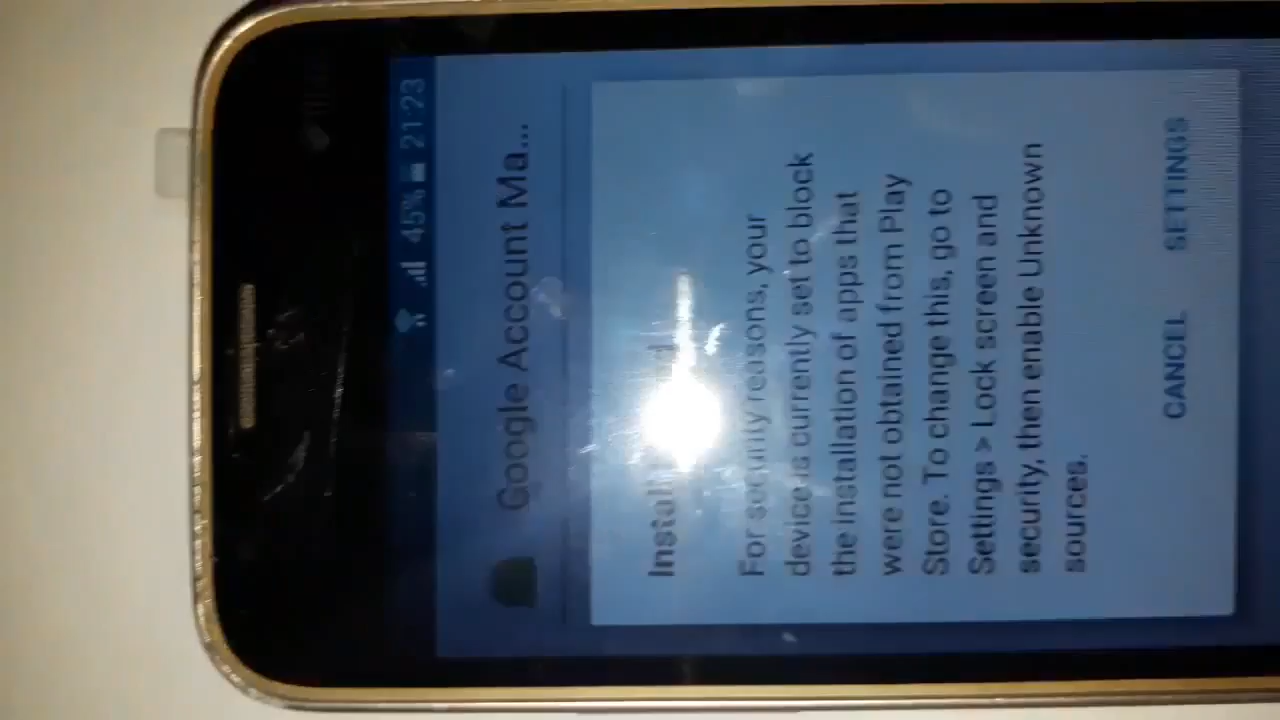 45% 21:23
Google Account Ma...
For security reasons, your
device is currently set to block
the installation of apps that
were not obtained from Play
Store. To change this, go to
Settings > Lock screen and
security, then enable Unknown
sources.
CANCEL SETTINGS